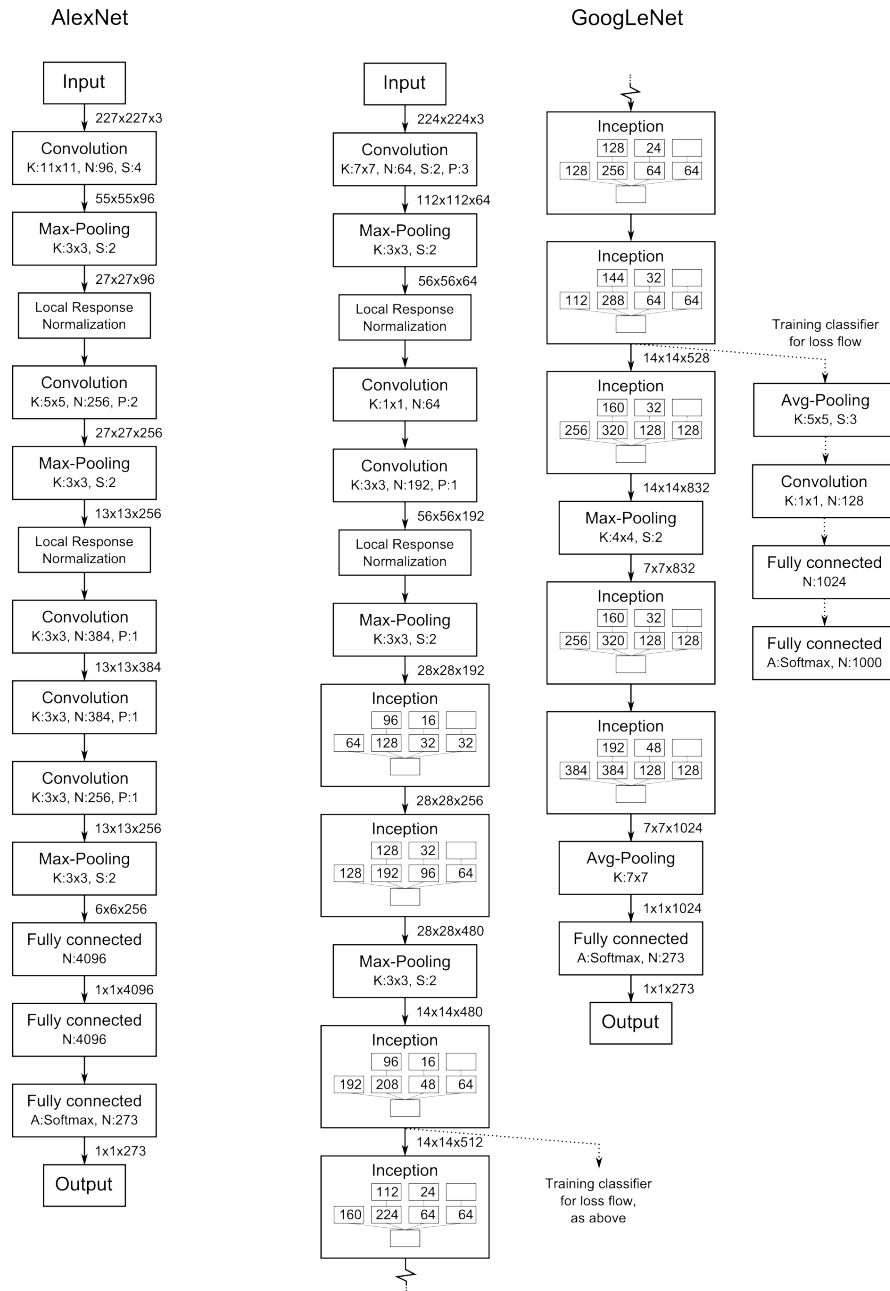 AlexNet
Input
227x227x3
Convolution
K:11x11, N:96, S:4
55x55x96
Max-Pooling
K:3x3, S:2
27x27x96
Local Response
Normalization
Convolution
K:5x5, N:256, P:2
27x27x256
Max-Pooling
K:3x3, S:2
13x13x256
Local Response
Normalization
Convolution
K:3x3, N:384, P:1
13x13x384
Convolution
K:3x3, N:384, P:1
Convolution
K:3x3, N:256, P:1
13x13x256
Max-Pooling
K:3x3, S:2
6x6x256
Fully connected
N:4096
1x1x4096
Fully connected
N:4096
Fully connected
A:Softmax, N:273
1x1x273
Output
GoogLeNet
Input
224x224x3
Convolution
K:7x7, N:64, S:2, P:3
112x112x64
Max-Pooling
K:3x3, S:2
56x56x64
Local Response
Normalization
Convolution
K:1x1, N:64
Convolution
K:3x3, N:192, P:1
56x56x192
Local Response
Normalization
Max-Pooling
K:3x3, S:2
28x28x192
Inception
96 16
64 128 32 32
28x28x256
Inception
128 32
128 192 96 64
28x28x480
Max-Pooling
K:3x3, S:2
14x14x480
Inception
96 16
192 208 48 64
14x14x512
Training classifier
for loss flow,
as above
Inception
112 24
160 224 64 64
Inception
128 24
128 256 64 64
Inception
144 32
112 288 64 64
14x14x528
Inception
160 32
256 320 128 128
14x14x832
Max-Pooling
K:4x4, S:2
7x7x832
Inception
160 32
256 320 128 128
Inception
192 48
384 384 128 128
7x7x1024
Avg-Pooling
K:7x7
1x1x1024
Fully connected
A:Softmax, N:273
1x1x273
Output
Training classifier
for loss flow
Avg-Pooling
K:5x5, S:3
Convolution
K:1x1, N:128
Fully connected
N:1024
Fully connected
A:Softmax, N:1000